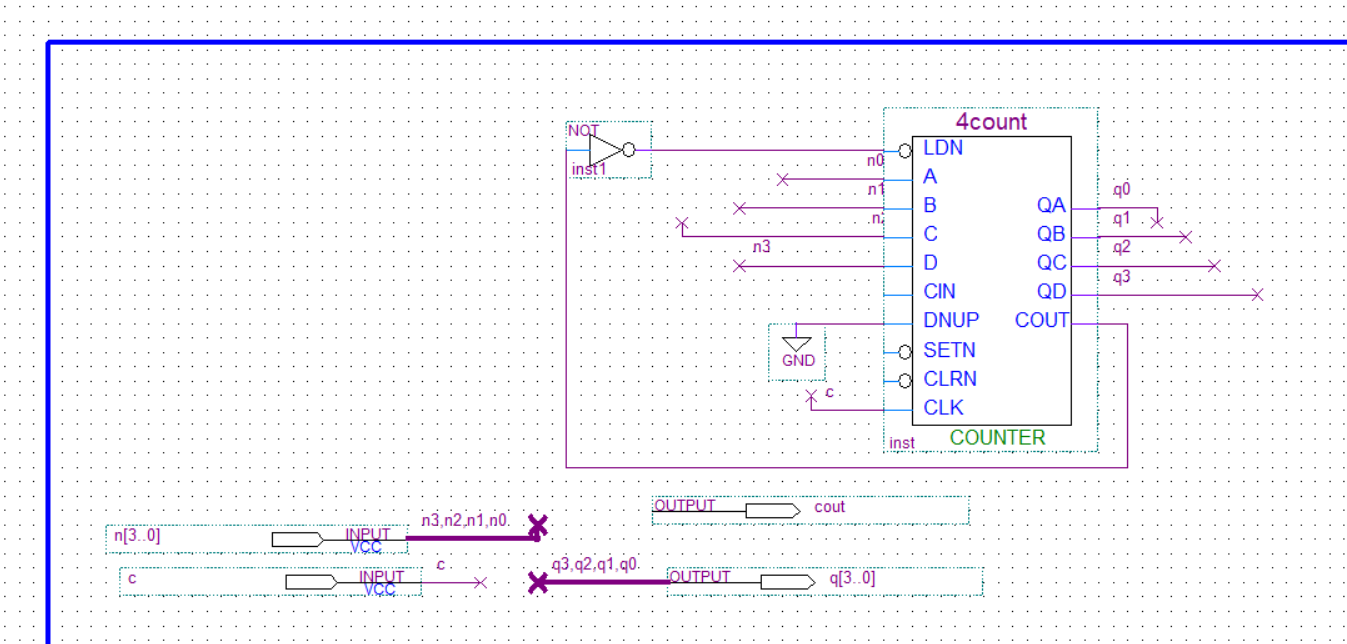 4count
NOT
inst1
LDN
n0
A
n1
B
QA
q0
C
QB
q1
n3
D
QC
q2
CIN
QD
q3
DNUP
COUT
GND
SETN
CLRN
c
CLK
inst
COUNTER
OUTPUT
cout
n[3..0]
INPUT
VCC
n3,n2,n1,n0
c
INPUT
VCC
c
q3,q2,q1,q0
OUTPUT
q[3..0]